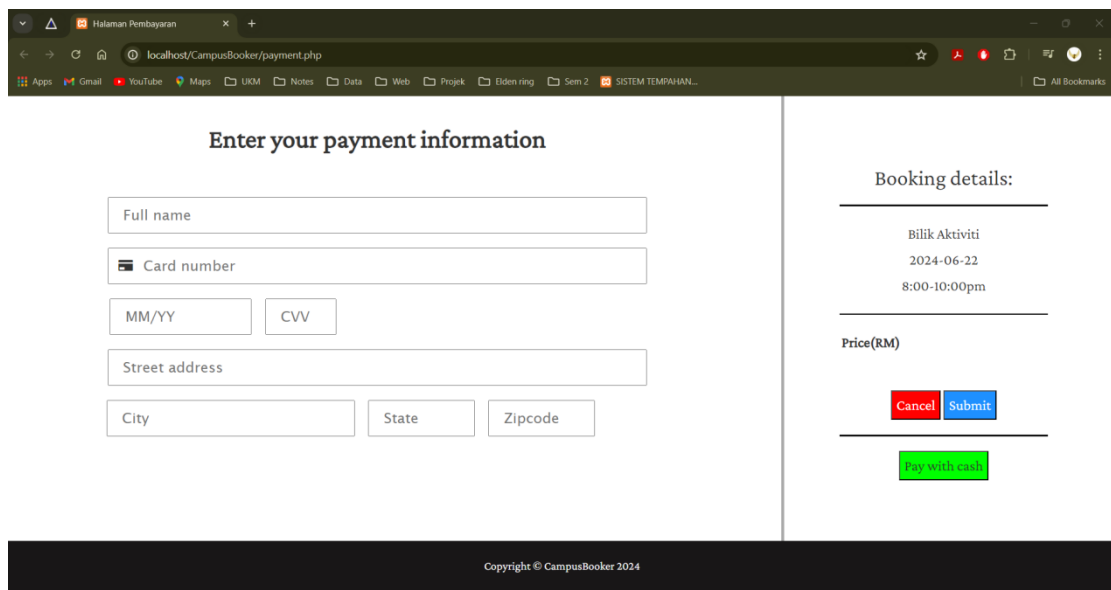 Halaman Pembayaran
localhost/CampusBooker/payment.php
Apps Gmail YouTube Maps UKM Notes Data Web Projek Elden ring Sem 2 SISTEM TEMPAHAN... All Bookmarks
Enter your payment information
Full name
Card number
MM/YY CVV
Street address
City State Zipcode
Booking details:
Bilik Aktiviti
2024-06-22
8:00-10:00pm
Price(RM)
Cancel Submit
Pay with cash
Copyright © CampusBooker 2024